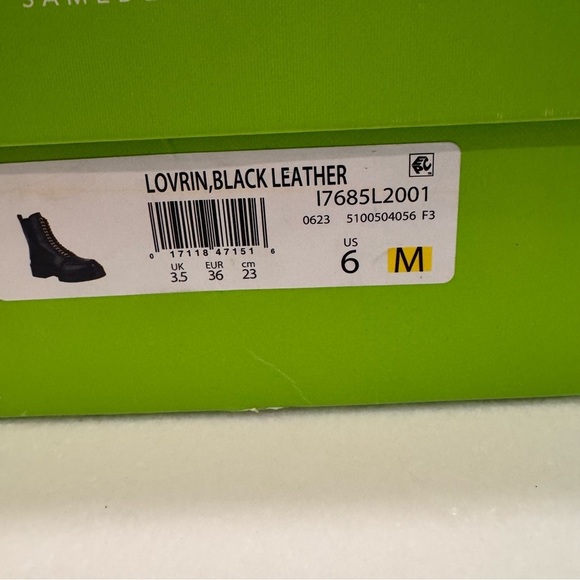 LOVRIN,BLACK LEATHER
I7685L2001
0623 5100504056 F3
0 17118 47151 6
UK EUR cm
3.5 36 23
US
6 M